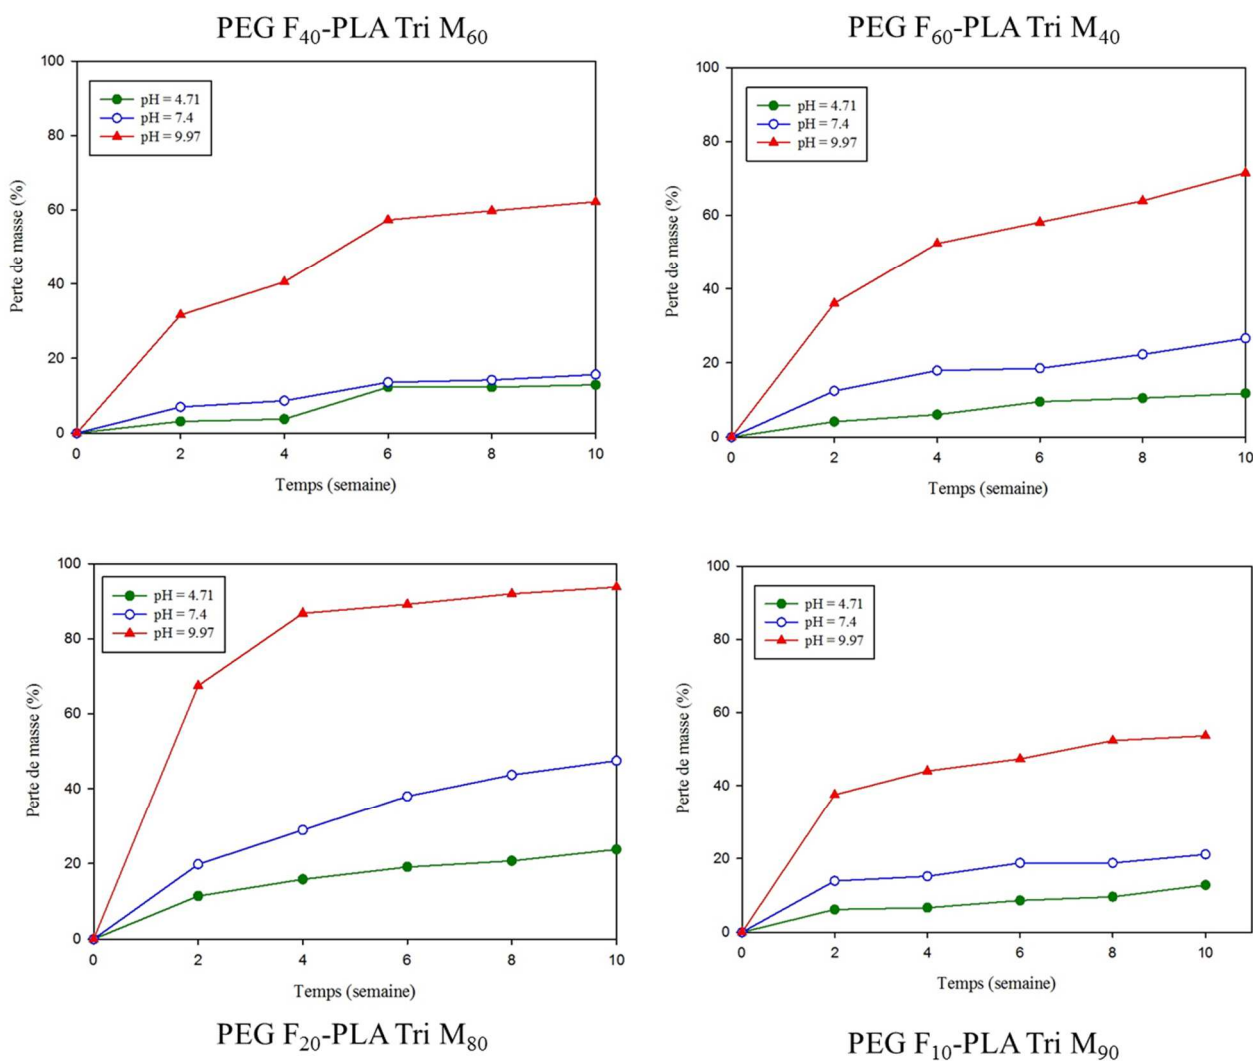 PEG F40-PLA Tri M60
100
80
60
40
20
0
pH = 4.71
pH = 7.4
pH = 9.97
Perte de masse (%)
0 2 4 6 8 10
Temps (semaine)
PEG F60-PLA Tri M40
100
80
60
40
20
0
pH = 4.71
pH = 7.4
pH = 9.97
Perte de masse (%)
0 2 4 6 8 10
Temps (semaine)
100
80
60
40
20
0
pH = 4.71
pH = 7.4
pH = 9.97
Perte de masse (%)
0 2 4 6 8 10
Temps (semaine)
PEG F20-PLA Tri M80
100
80
60
40
20
0
pH = 4.71
pH = 7.4
pH = 9.97
Perte de masse (%)
0 2 4 6 8 10
Temps (semaine)
PEG F10-PLA Tri M90